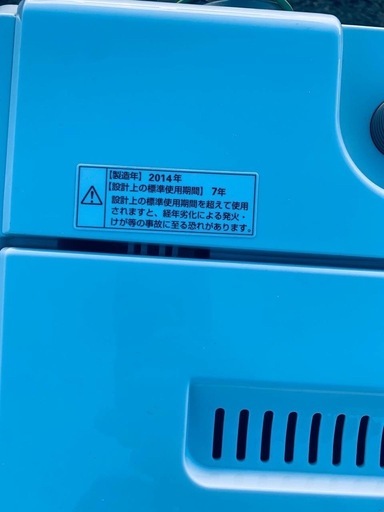 【製造年】2014年
【設計上の標準使用期間】7年
設計上の標準使用期間を超えて使用
されますと、経年劣化による発火・
けが等の事故に至る恐れがあります。